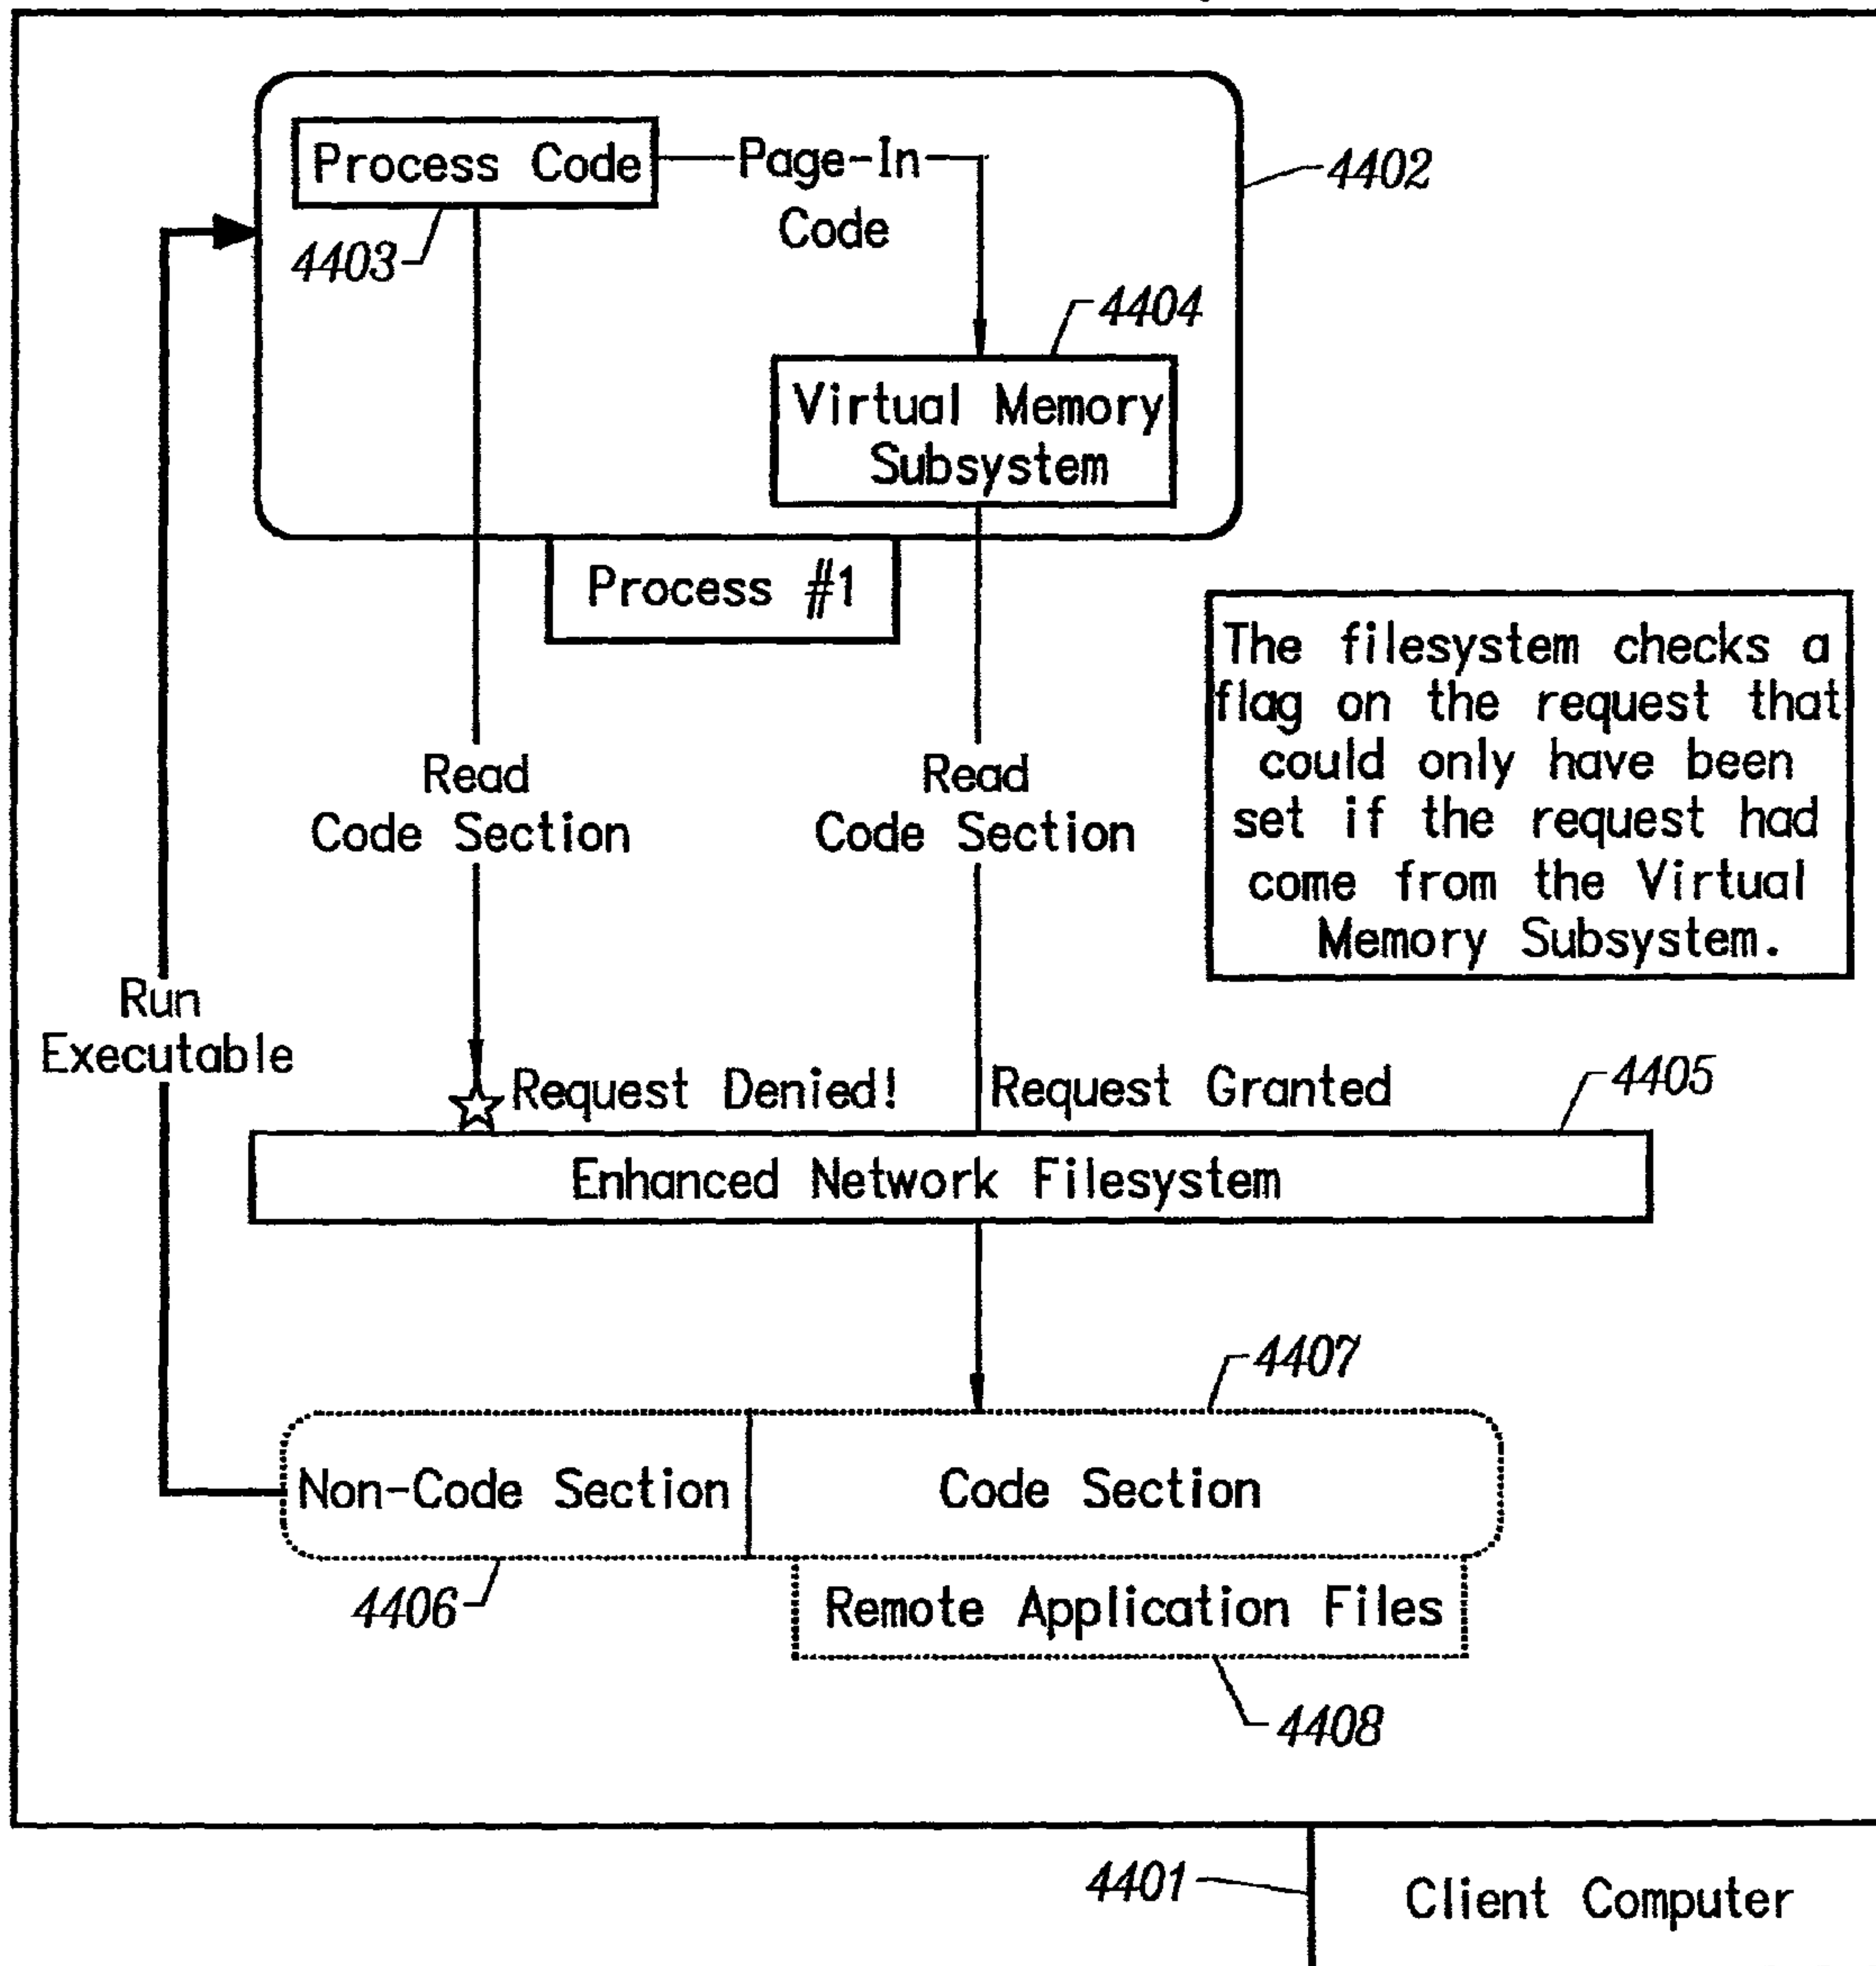 Process Code
Page-In
Code
4402
4403
4404
Virtual Memory
Subsystem
Process #1
The filesystem checks a
flag on the request that
could only have been
set if the request had
come from the Virtual
Memory Subsystem.
Read
Code Section
Read
Code Section
Run
Executable
Request Denied!
Request Granted
4405
Enhanced Network Filesystem
4407
Non-Code Section
Code Section
4406
Remote Application Files
4408
4401
Client Computer